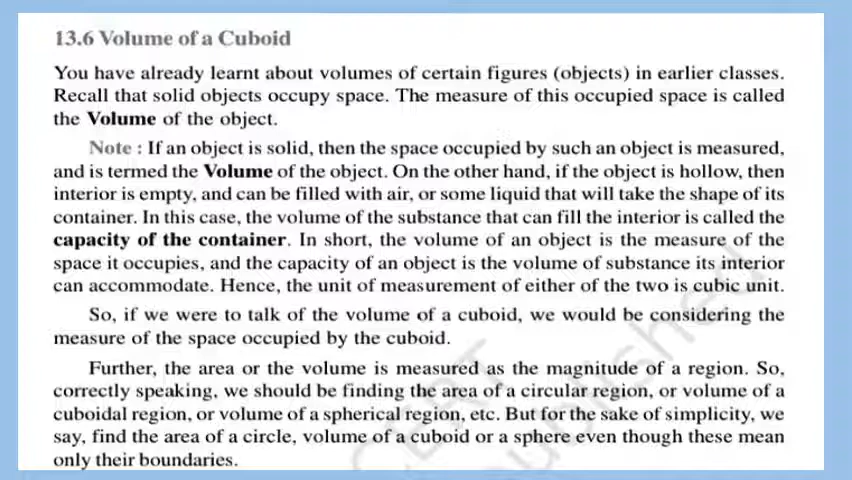 13.6 Volume of a Cuboid
You have already learnt about volumes of certain figures (objects) in earlier classes.
Recall that solid objects occupy space. The measure of this occupied space is called
the Volume of the object.
Note : If an object is solid, then the space occupied by such an object is measured,
and is termed the Volume of the object. On the other hand, if the object is hollow, then
interior is empty, and can be filled with air, or some liquid that will take the shape of its
container. In this case, the volume of the substance that can fill the interior is called the
capacity of the container. In short, the volume of an object is the measure of the
space it occupies, and the capacity of an object is the volume of substance its interior
can accommodate. Hence, the unit of measurement of either of the two is cubic unit.
So, if we were to talk of the volume of a cuboid, we would be considering the
measure of the space occupied by the cuboid.
Further, the area or the volume is measured as the magnitude of a region. So,
correctly speaking, we should be finding the area of a circular region, or volume of a
cuboidal region, or volume of a spherical region, etc. But for the sake of simplicity, we
say, find the area of a circle, volume of a cuboid or a sphere even though these mean
only their boundaries.